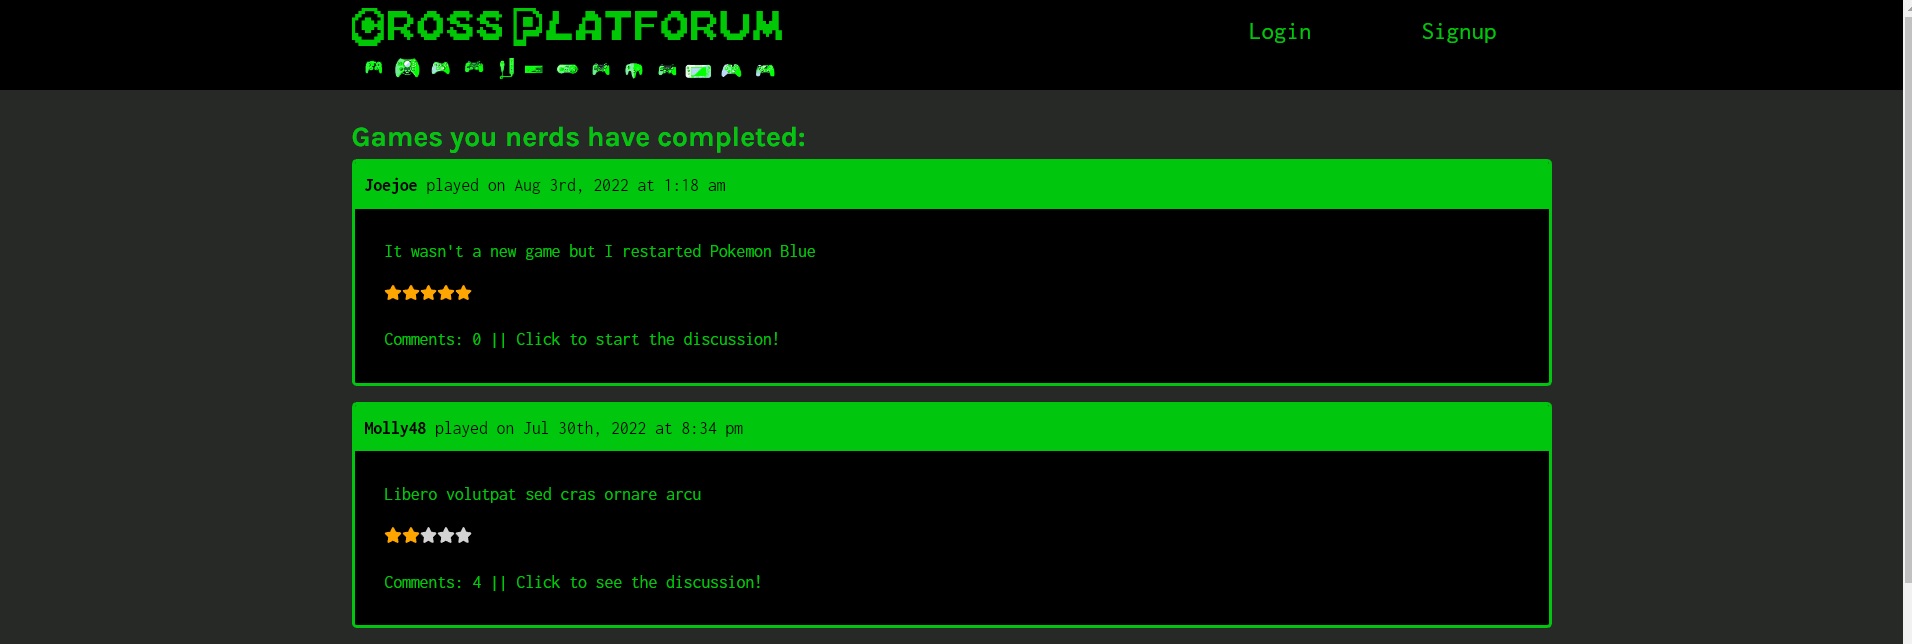 CROSS PLATFORUM
Login
Signup
Games you nerds have completed:
Joejoe played on Aug 3rd, 2022 at 1:18 am
It wasn't a new game but I restarted Pokemon Blue
Comments: 0 || Click to start the discussion!
Molly48 played on Jul 30th, 2022 at 8:34 pm
Libero volutpat sed cras ornare arcu
Comments: 4 || Click to see the discussion!